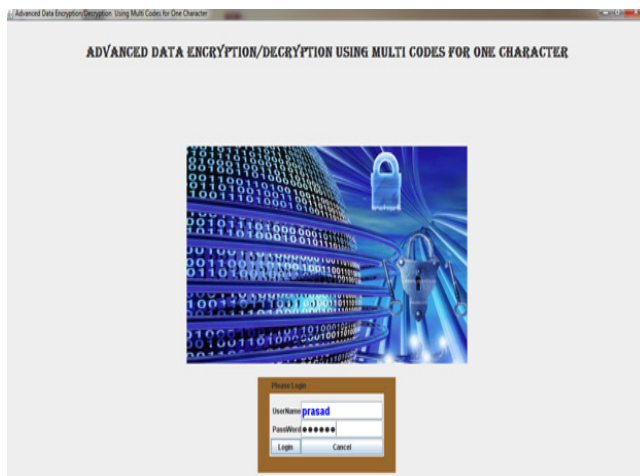 Advanced Data Encryption/Decryption Using Multi Codes for One Character
ADVANCED DATA ENCRYPTION/DECRYPTION USING MULTI CODES FOR ONE CHARACTER
Please Login
UserName prasad
PassWord ●●●●●●
Login Cancel